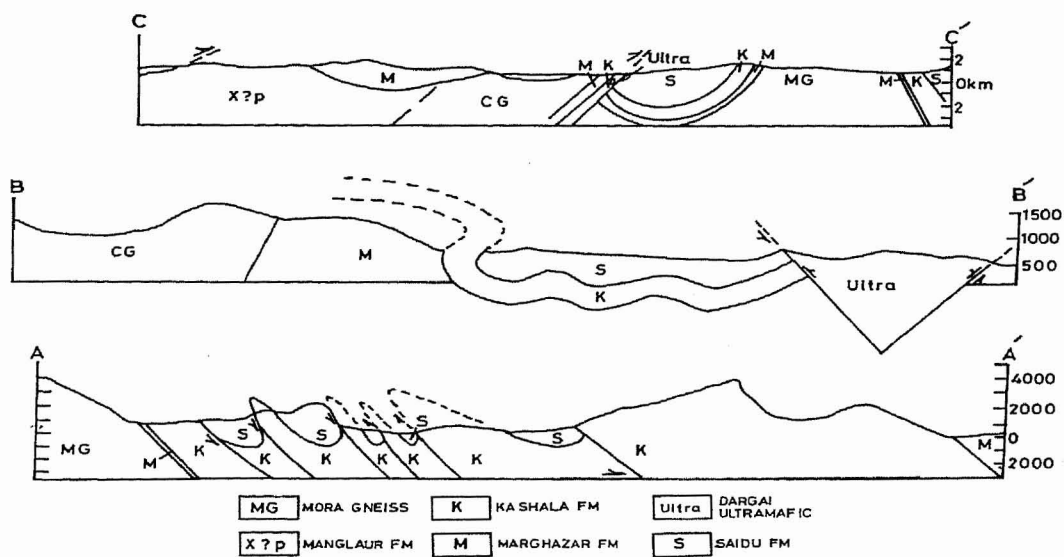 C C′
Ultra K M
M K
2
M S MG M K S 0km
X?p CG
2
B B′
1500
1000
CG M S 500
Ultra
K
A A′
4000
2000
S
S S S 0
MG K K M
M K K K K K
2000
MG MORA GNEISS K KASHALA FM Ultra DARGAI ULTRAMAFIC
X?p MANGLAUR FM M MARGHAZAR FM S SAIDU FM